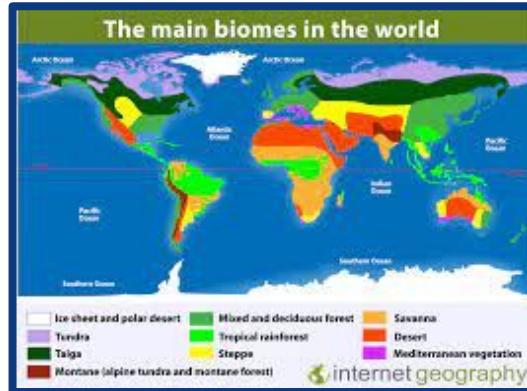 The main biomes in the world
Arctic Ocean
Arctic Ocean
Atlantic
Ocean
Pacific
Ocean
Indian
Ocean
Pacific
Ocean
Southern Ocean
Southern Ocean
Ice sheet and polar desert
Mixed and deciduous forest
Savanna
Tundra
Tropical rainforest
Desert
Taiga
Steppe
Mediterranean vegetation
Montane (alpine tundra and montane forest)
internet geography